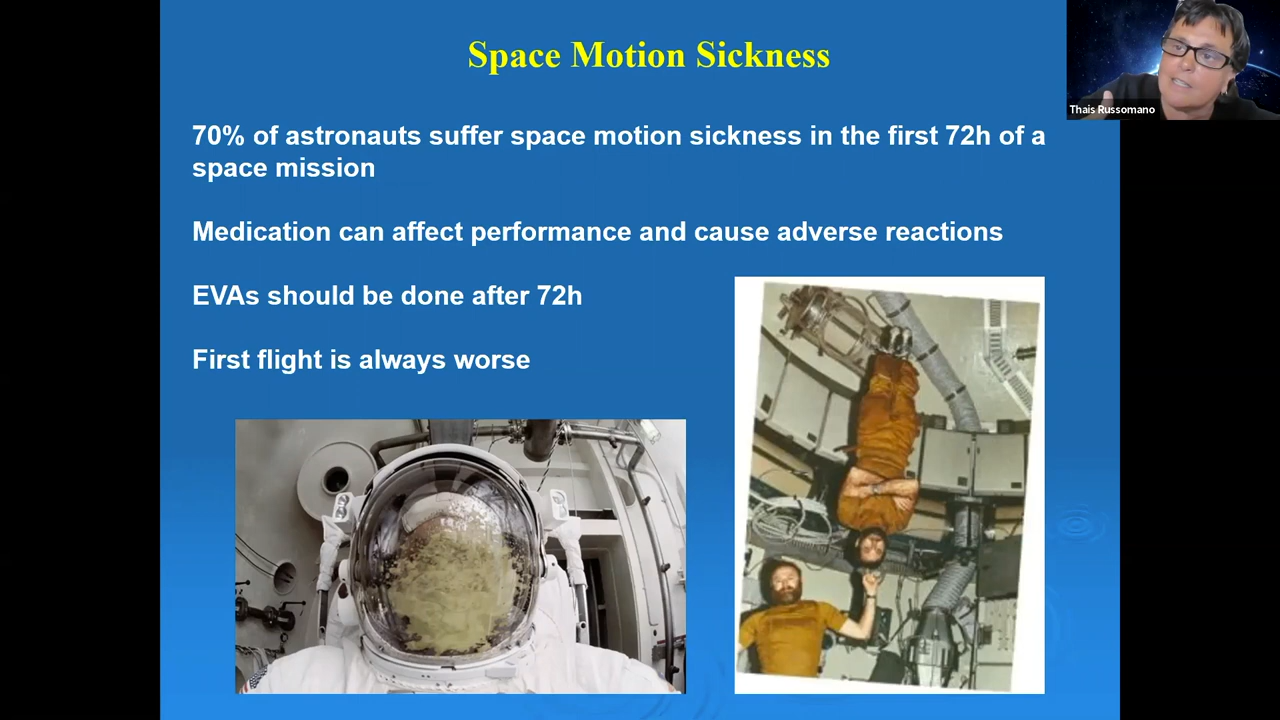 Space Motion Sickness
Thais Russomano
70% of astronauts suffer space motion sickness in the first 72h of a
space mission
Medication can affect performance and cause adverse reactions
EVAs should be done after 72h
First flight is always worse